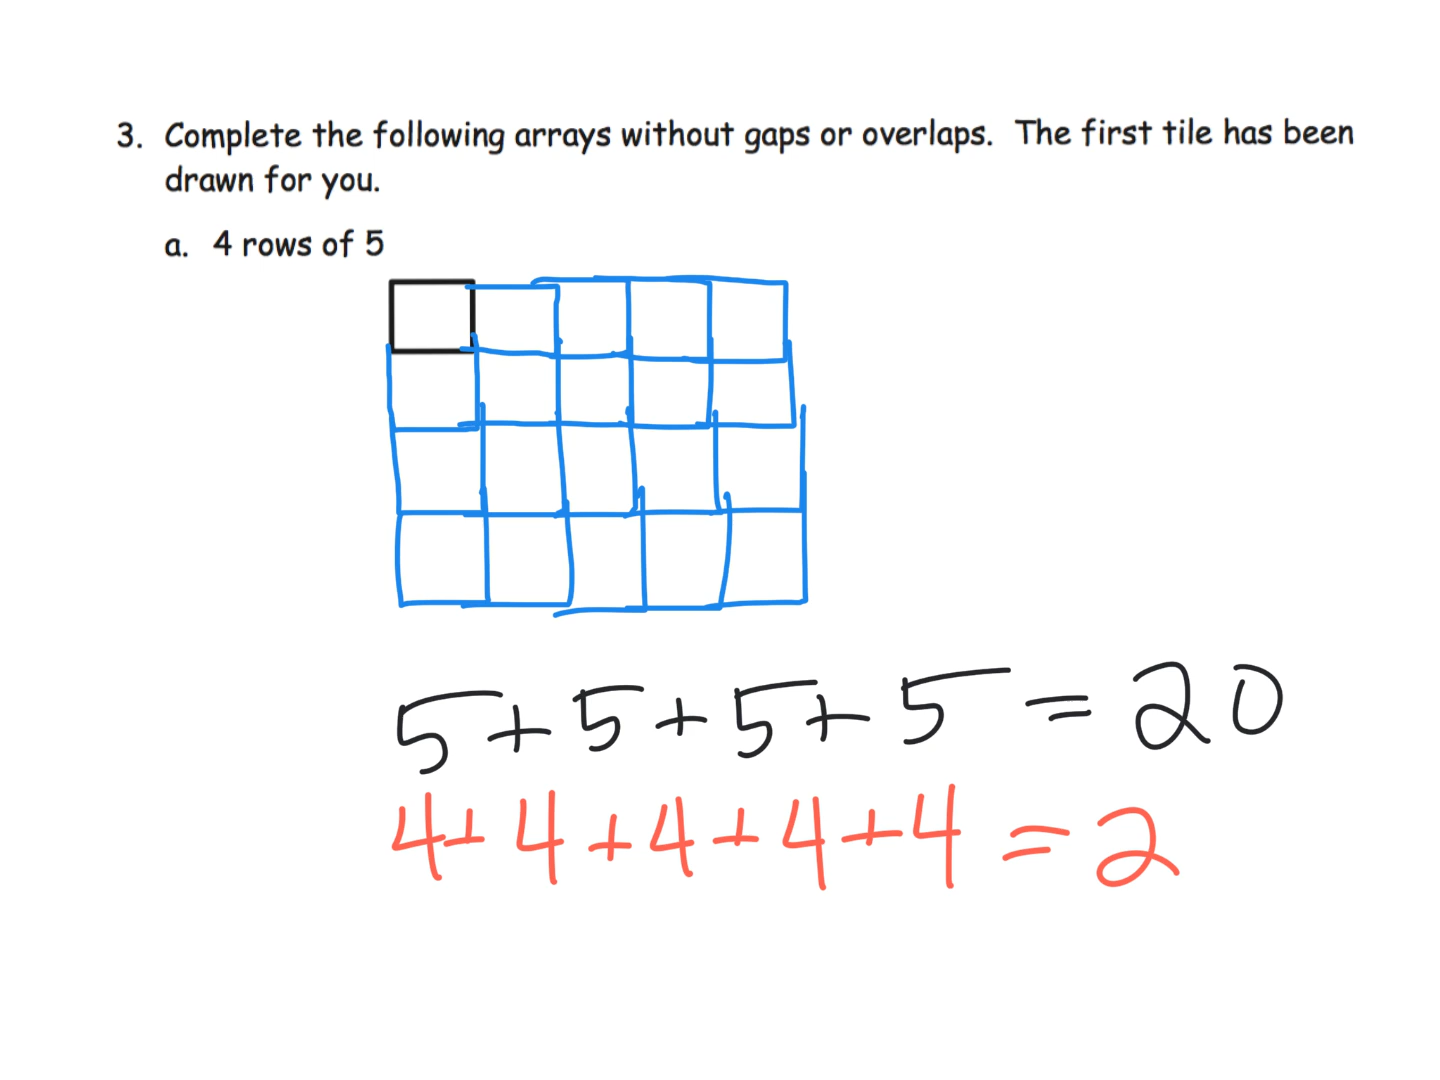 3. Complete the following arrays without gaps or overlaps. The first tile has been
drawn for you.
a. 4 rows of 5
5+5+5+5=20
4+4+4+4+4=2